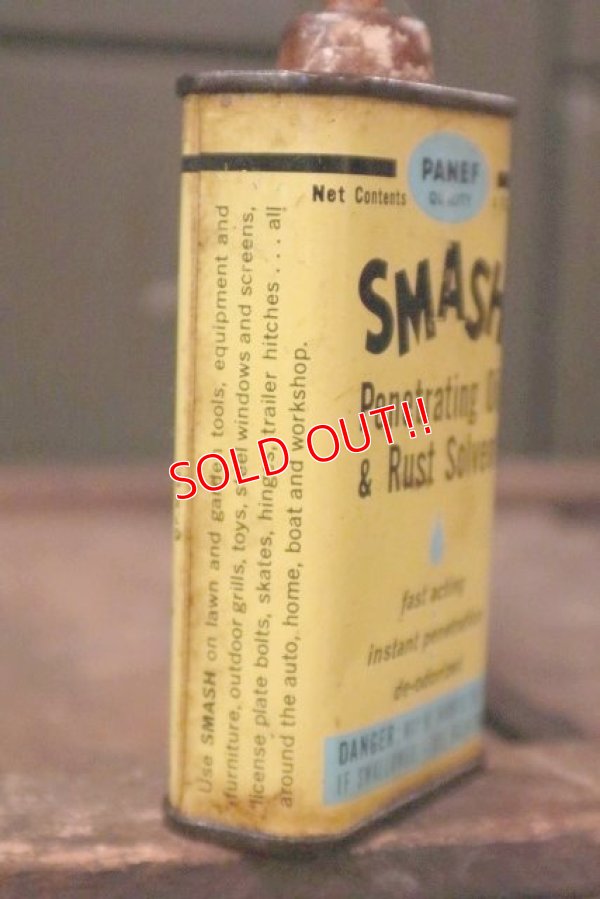 PANEF
QUALITY
Net Contents
SMASH
Penetrating
& Rust Solvent
fast acting
instant penetration
de-odorized
DANGER
IF SWALLOWED
Use SMASH on lawn and garden tools, equipment and
furniture, outdoor grills, toys, steel windows and screens,
license plate bolts, skates, hinges, trailer hitches . . . all
around the auto, home, boat and workshop.
SOLD OUT!!